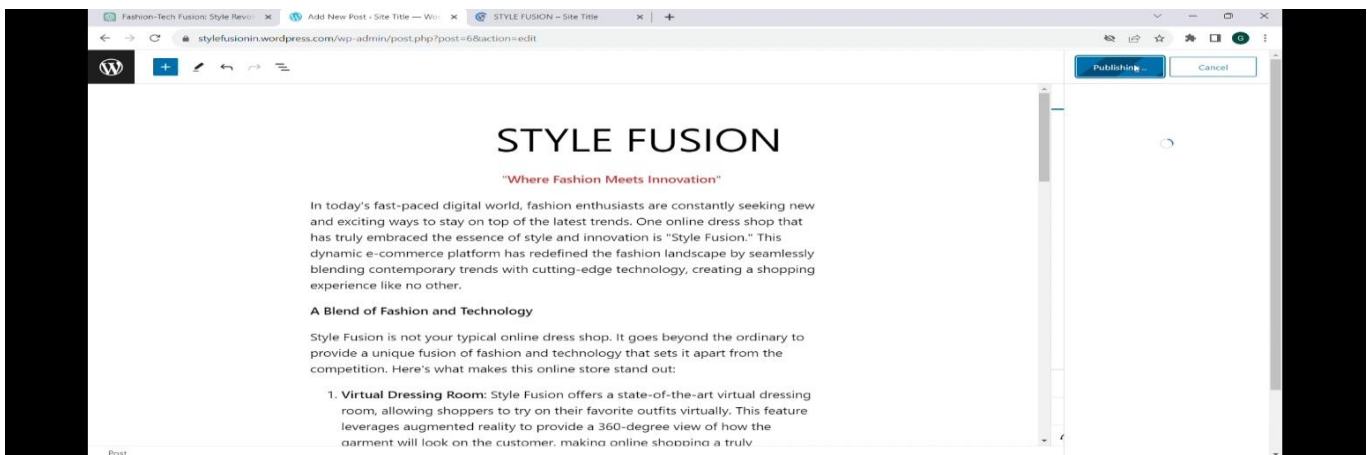 Fashion-Tech Fusion: Style Revol
Add New Post ‹ Site Title — Wo
STYLE FUSION – Site Title
stylefusionin.wordpress.com/wp-admin/post.php?post=6&action=edit
G
Publishing...
Cancel
STYLE FUSION
"Where Fashion Meets Innovation"
In today's fast-paced digital world, fashion enthusiasts are constantly seeking new
and exciting ways to stay on top of the latest trends. One online dress shop that
has truly embraced the essence of style and innovation is "Style Fusion." This
dynamic e-commerce platform has redefined the fashion landscape by seamlessly
blending contemporary trends with cutting-edge technology, creating a shopping
experience like no other.
A Blend of Fashion and Technology
Style Fusion is not your typical online dress shop. It goes beyond the ordinary to
provide a unique fusion of fashion and technology that sets it apart from the
competition. Here's what makes this online store stand out:
1. Virtual Dressing Room: Style Fusion offers a state-of-the-art virtual dressing
room, allowing shoppers to try on their favorite outfits virtually. This feature
leverages augmented reality to provide a 360-degree view of how the
garment will look on the customer, making online shopping a truly
Post